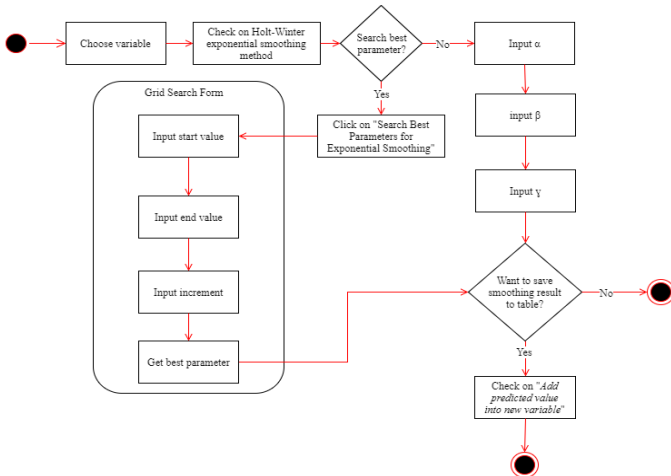 Choose variable
Check on Holt-Winter
exponential smoothing
method
Search best
parameter?
No
Input α
Yes
Grid Search Form
Input start value
Click on "Search Best
Parameters for
Exponential Smoothing"
input β
Input end value
Input ɣ
Input increment
Want to save
smoothing result
to table?
No
Get best parameter
Yes
Check on "Add
predicted value
into new variable"